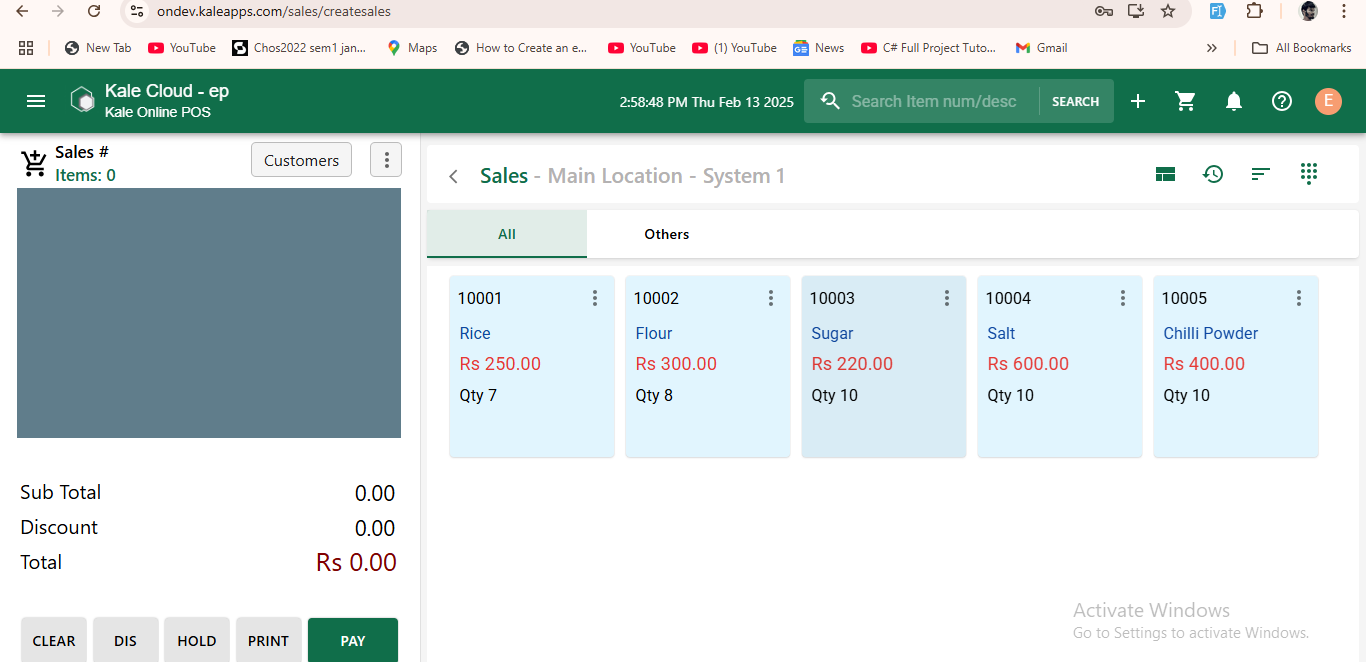 ondev.kaleapps.com/sales/createsales
New Tab
YouTube
Chos2022 sem1 jan...
Maps
How to Create an e...
YouTube
(1) YouTube
News
C# Full Project Tuto...
Gmail
»
All Bookmarks
Kale Cloud - ep
Kale Online POS
2:58:48 PM Thu Feb 13 2025
Search Item num/desc
SEARCH
E
Sales #
Items: 0
Customers
Sales - Main Location - System 1
All
Others
10001
Rice
Rs 250.00
Qty 7
10002
Flour
Rs 300.00
Qty 8
10003
Sugar
Rs 220.00
Qty 10
10004
Salt
Rs 600.00
Qty 10
10005
Chilli Powder
Rs 400.00
Qty 10
Sub Total 0.00
Discount 0.00
Total Rs 0.00
CLEAR
DIS
HOLD
PRINT
PAY
Activate Windows
Go to Settings to activate Windows.